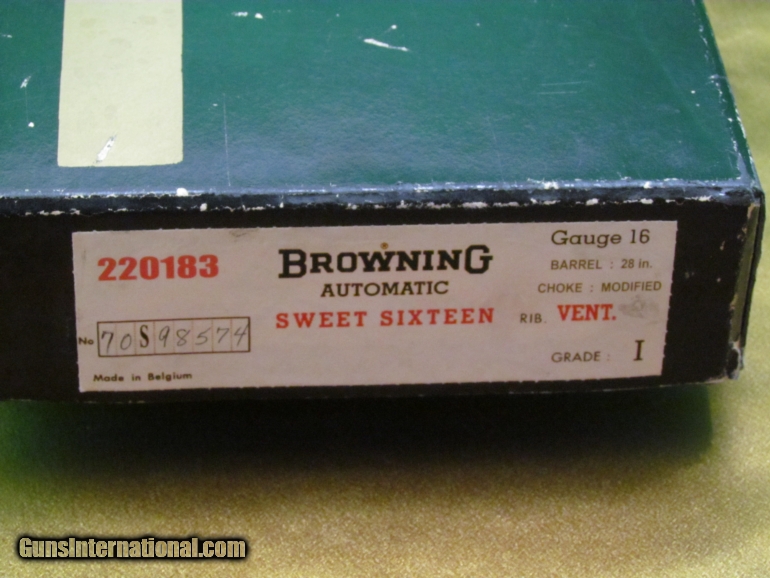 220183
BROWNING
AUTOMATIC
SWEET SIXTEEN
Gauge 16
BARREL : 28 in.
CHOKE : MODIFIED
RIB. VENT.
GRADE : I
No 70S98574
Made in Belgium
GunsInternational.com